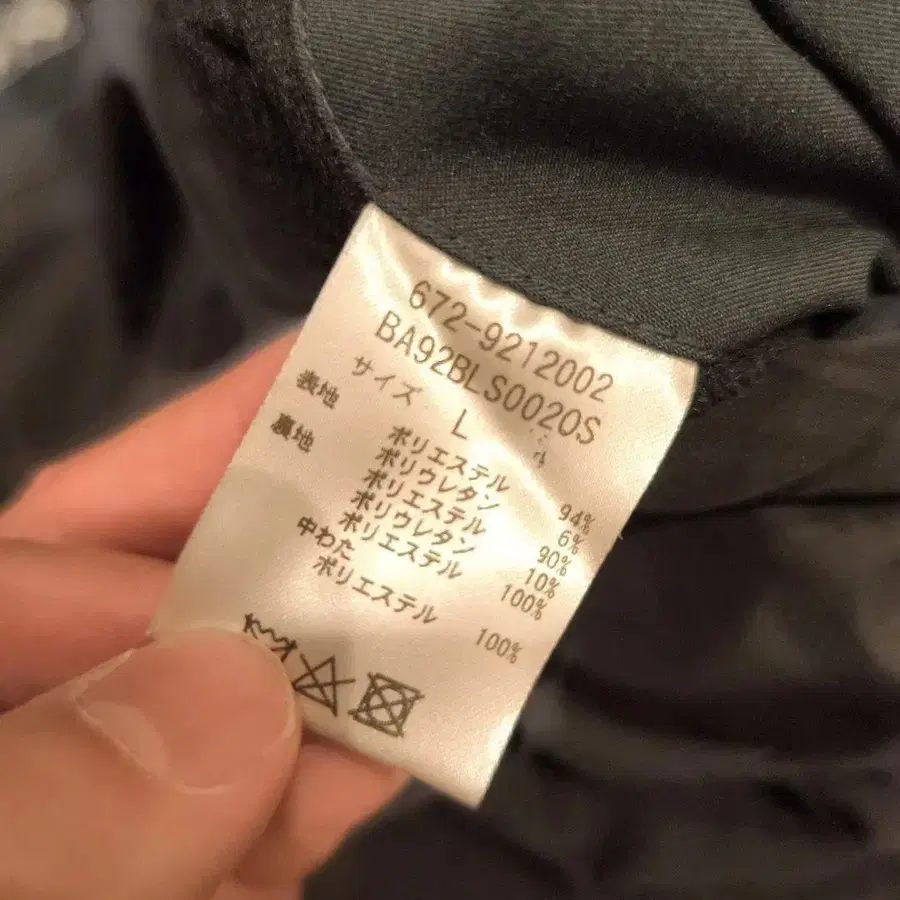 672-9212002
BA92BLS0020S
サイズ L
表地 ポリエステル 94%
ポリウレタン 6%
裏地 ポリエステル 90%
ポリウレタン 10%
ポリエステル 100%
中わた
ポリエステル 100%